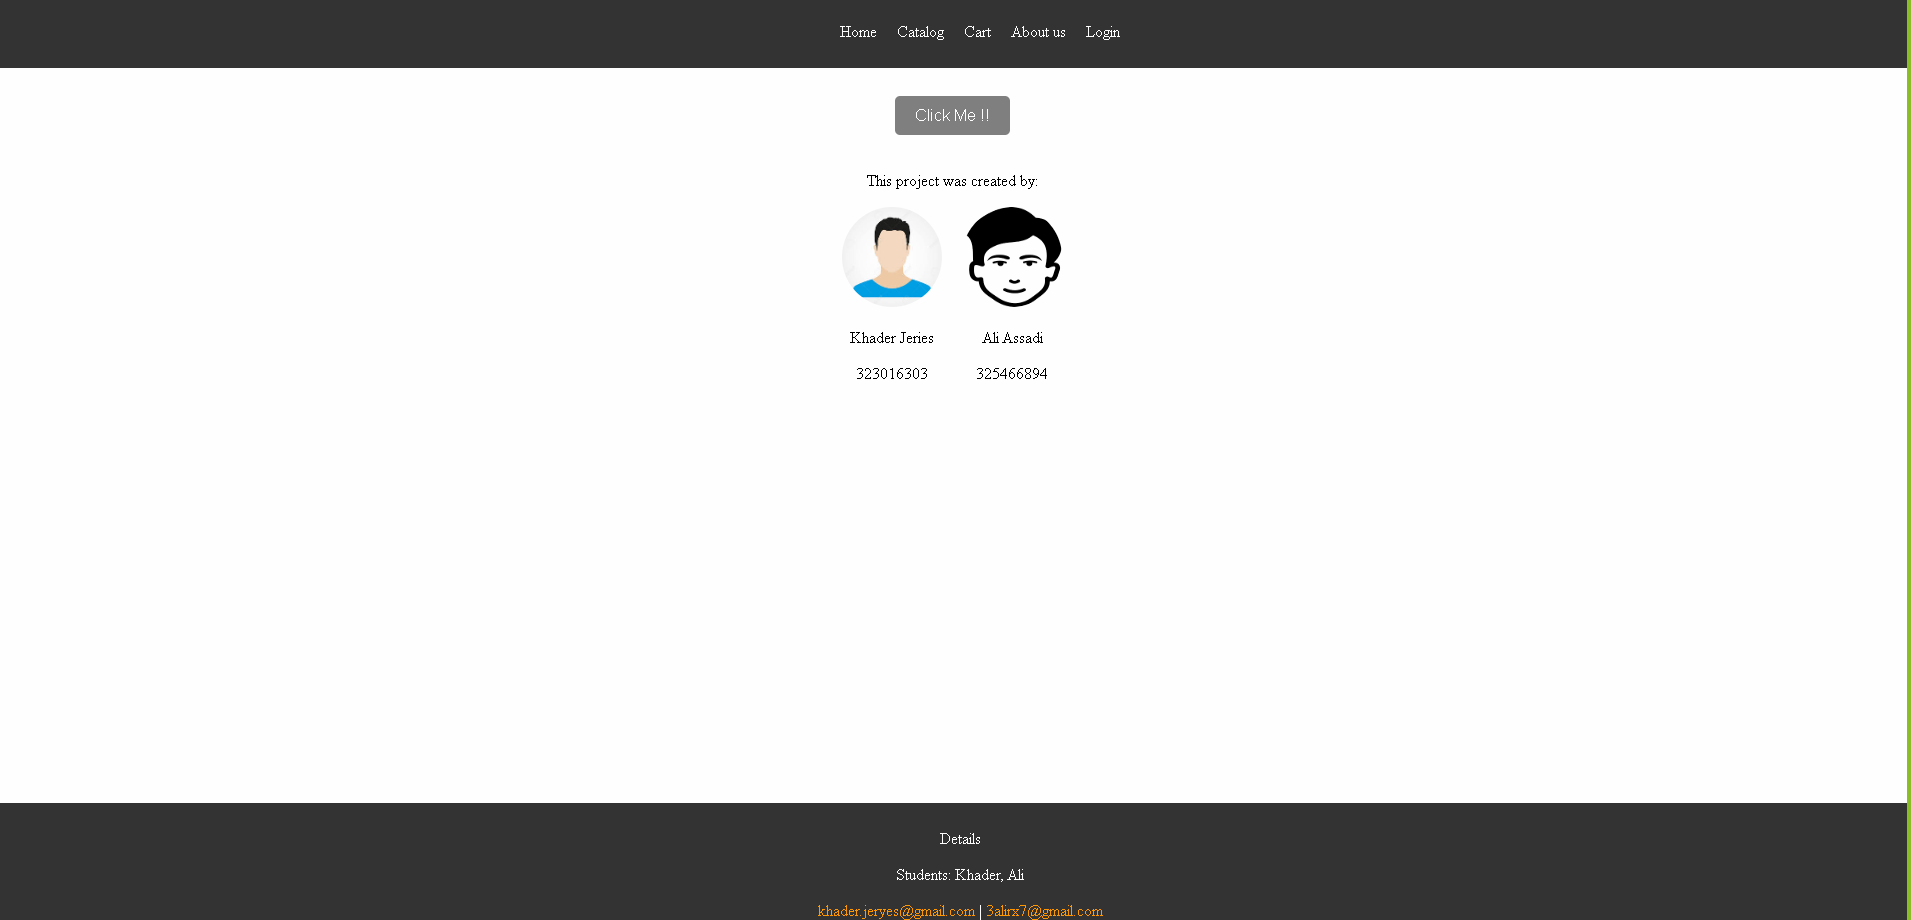 Home Catalog Cart About us Login
Click Me !!
This project was created by:
Khader Jeries Ali Assadi
323016303 325466894
Details
Students: Khader, Ali
khader.jeryes@gmail.com | 3alirx7@gmail.com